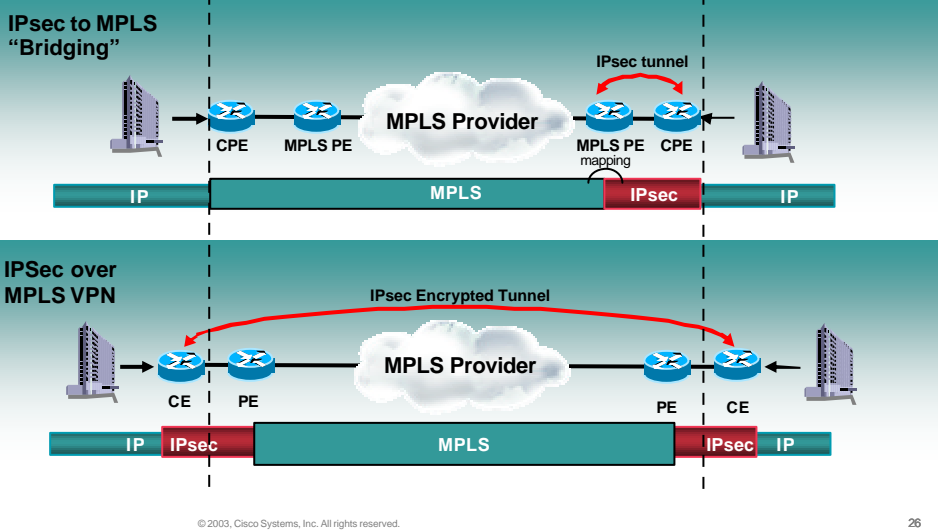 IPsec to MPLS
“Bridging”
IPsec tunnel
MPLS Provider
CPE
MPLS PE
MPLS PE
CPE
mapping
IP
MPLS
IPsec
IP
IPSec over
MPLS VPN
IPsec Encrypted Tunnel
MPLS Provider
CE
PE
PE
CE
IP
IPsec
MPLS
IPsec
IP
© 2003, Cisco Systems, Inc. All rights reserved.
26